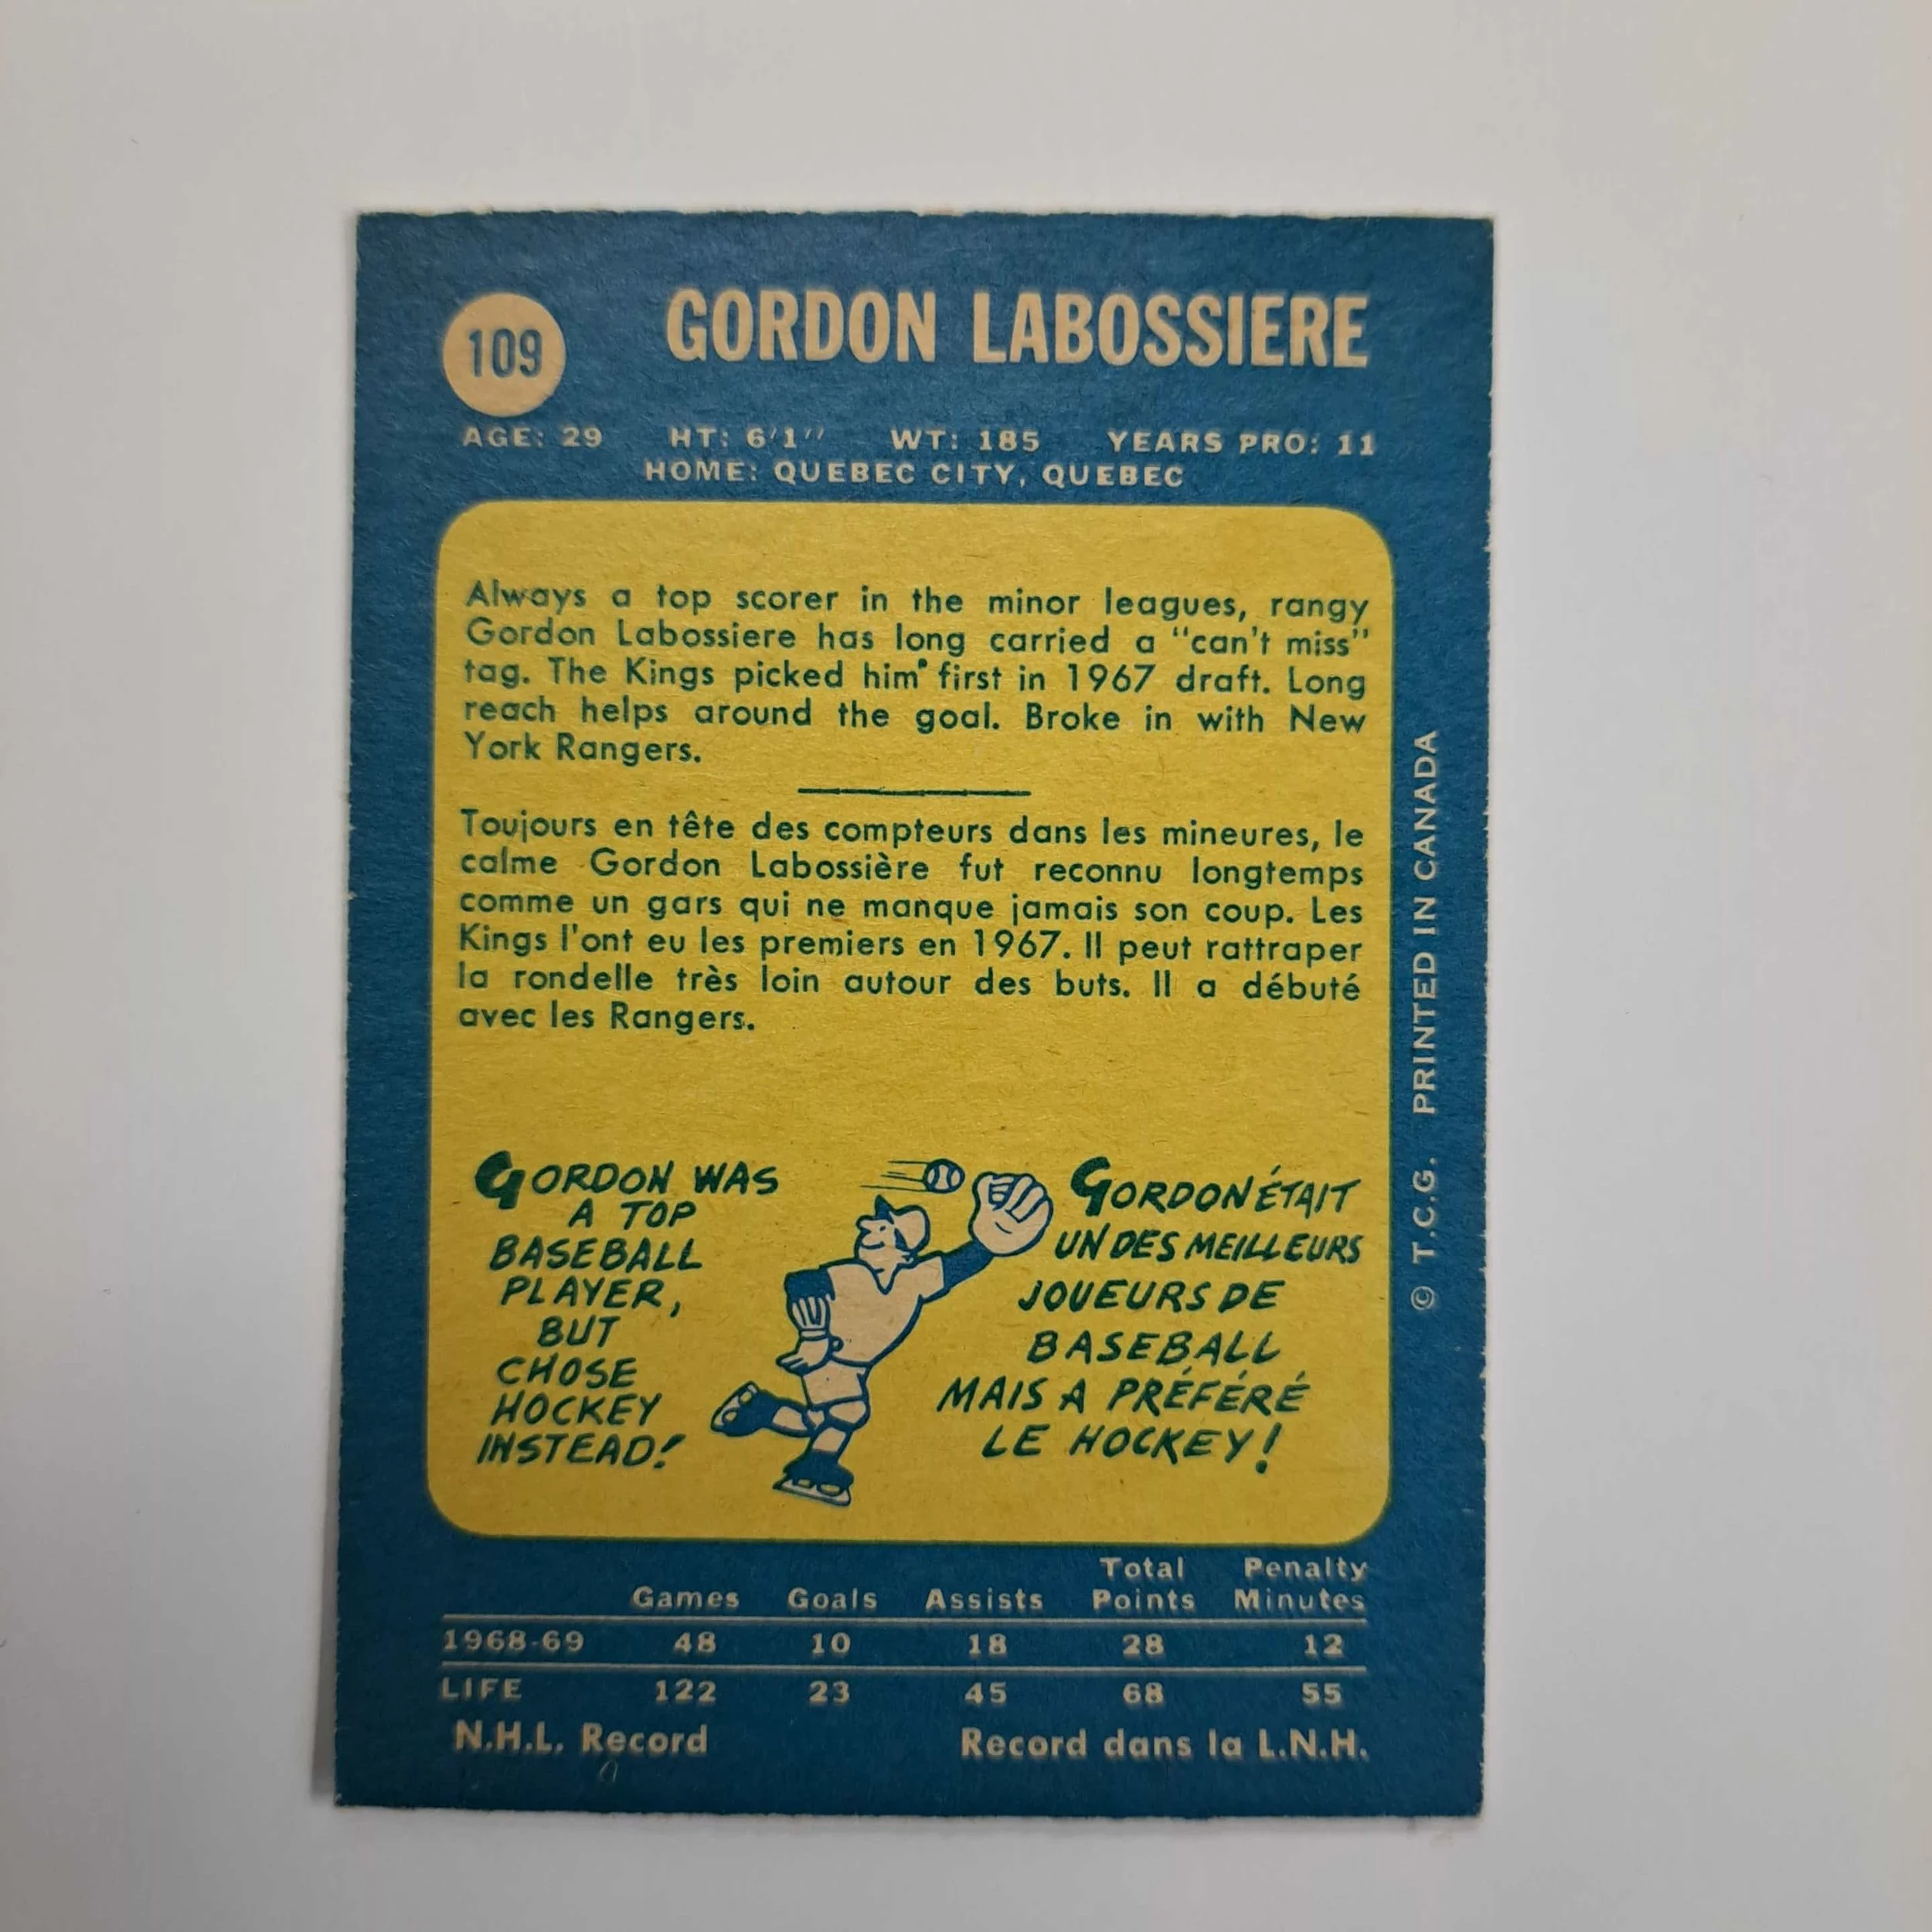 109
GORDON LABOSSIERE
AGE: 29 HT: 6'1" WT: 185 YEARS PRO: 11
HOME: QUEBEC CITY, QUEBEC
Always a top scorer in the minor leagues, rangy
Gordon Labossiere has long carried a "can't miss"
tag. The Kings picked him first in 1967 draft. Long
reach helps around the goal. Broke in with New
York Rangers.
Toujours en tête des compteurs dans les mineures, le
calme Gordon Labossière fut reconnu longtemps
comme un gars qui ne manque jamais son coup. Les
Kings l'ont eu les premiers en 1967. Il peut rattraper
la rondelle très loin autour des buts. Il a débuté
avec les Rangers.
GORDON WAS
A TOP
BASEBALL
PLAYER,
BUT
CHOSE
HOCKEY
INSTEAD!
GORDON ÉTAIT
UN DES MEILLEURS
JOUEURS DE
BASEBALL
MAIS A PRÉFÉRÉ
LE HOCKEY!
© T.C.G. PRINTED IN CANADA
Games Goals Assists Total Points Penalty Minutes
1968-69 48 10 18 28 12
LIFE 122 23 45 68 55
N.H.L. Record Record dans la L.N.H.